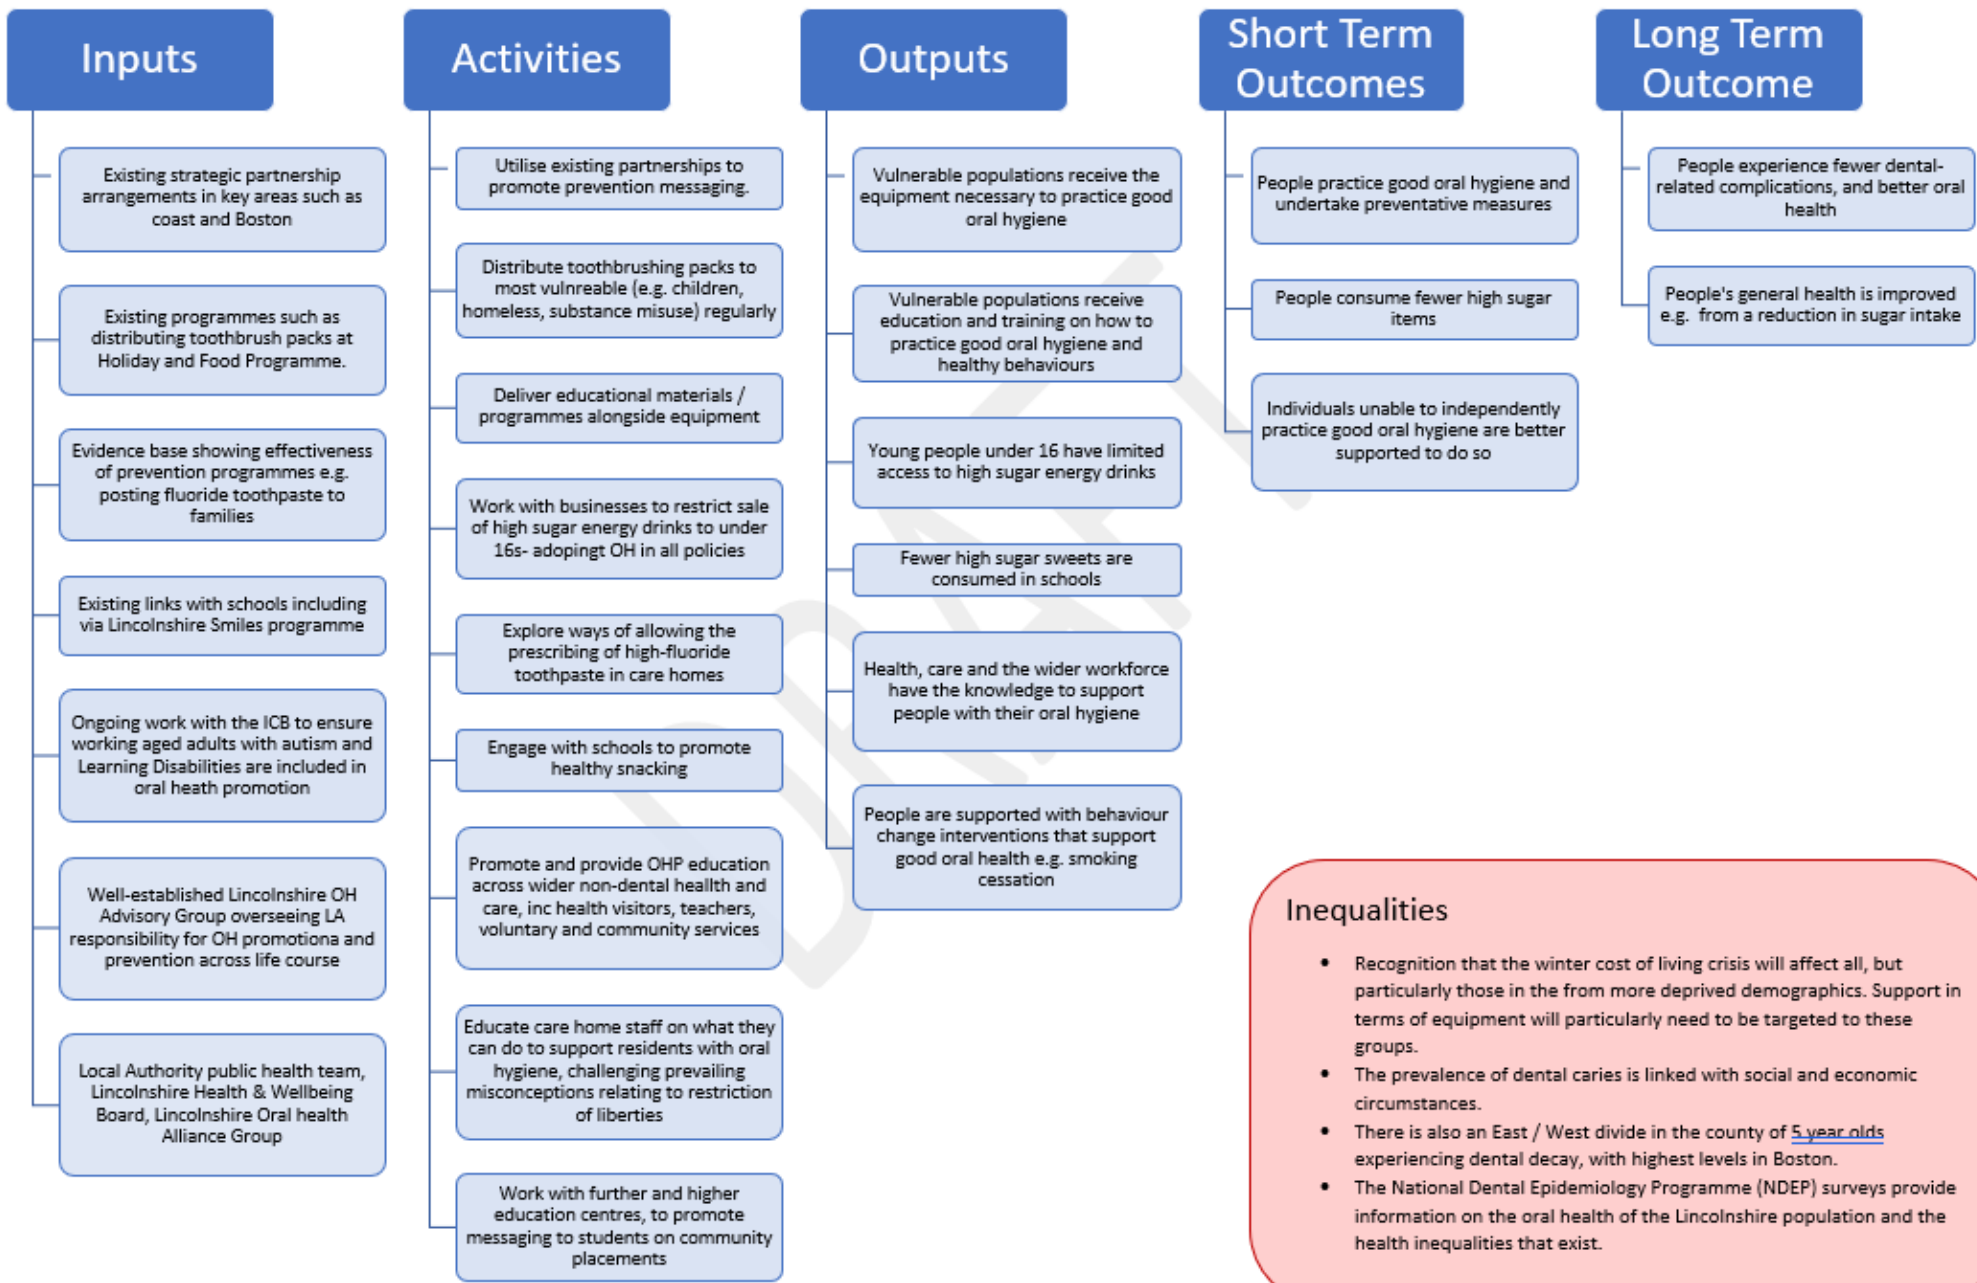 Inputs
Existing strategic partnership
arrangements in key areas such as
coast and Boston
Existing programmes such as
distributing toothbrush packs at
Holiday and Food Programme.
Evidence base showing effectiveness
of prevention programmes e.g.
posting fluoride toothpaste to
families
Existing links with schools including
via Lincolnshire Smiles programme
Ongoing work with the ICB to ensure
working aged adults with autism and
Learning Disabilities are included in
oral heath promotion
Well-established Lincolnshire OH
Advisory Group overseeing LA
responsibility for OH promotiona and
prevention across life course
Local Authority public health team,
Lincolnshire Health & Wellbeing
Board, Lincolnshire Oral health
Alliance Group
Activities
Utilise existing partnerships to
promote prevention messaging.
Distribute toothbrushing packs to
most vulnreable (e.g. children,
homeless, substance misuse) regularly
Deliver educational materials /
programmes alongside equipment
Work with businesses to restrict sale
of high sugar energy drinks to under
16s- adopingt OH in all policies
Explore ways of allowing the
prescribing of high-fluoride
toothpaste in care homes
Engage with schools to promote
healthy snacking
Promote and provide OHP education
across wider non-dental heallth and
care, inc health visitors, teachers,
voluntary and community services
Educate care home staff on what they
can do to support residents with oral
hygiene, challenging prevailing
misconceptions relating to restriction
of liberties
Work with further and higher
education centres, to promote
messaging to students on community
placements
Outputs
Vulnerable populations receive the
equipment necessary to practice good
oral hygiene
Vulnerable populations receive
education and training on how to
practice good oral hygiene and
healthy behaviours
Young people under 16 have limited
access to high sugar energy drinks
Fewer high sugar sweets are
consumed in schools
Health, care and the wider workforce
have the knowledge to support
people with their oral hygiene
People are supported with behaviour
change interventions that support
good oral health e.g. smoking
cessation
Short Term
Outcomes
People practice good oral hygiene and
undertake preventative measures
People consume fewer high sugar
items
Individuals unable to independently
practice good oral hygiene are better
supported to do so
Long Term
Outcome
People experience fewer dental-
related complications, and better oral
health
People's general health is improved
e.g. from a reduction in sugar intake
Inequalities
• Recognition that the winter cost of living crisis will affect all, but
particularly those in the from more deprived demographics. Support in
terms of equipment will particularly need to be targeted to these
groups.
• The prevalence of dental caries is linked with social and economic
circumstances.
• There is also an East / West divide in the county of 5 year olds
experiencing dental decay, with highest levels in Boston.
• The National Dental Epidemiology Programme (NDEP) surveys provide
information on the oral health of the Lincolnshire population and the
health inequalities that exist.
DRAFT